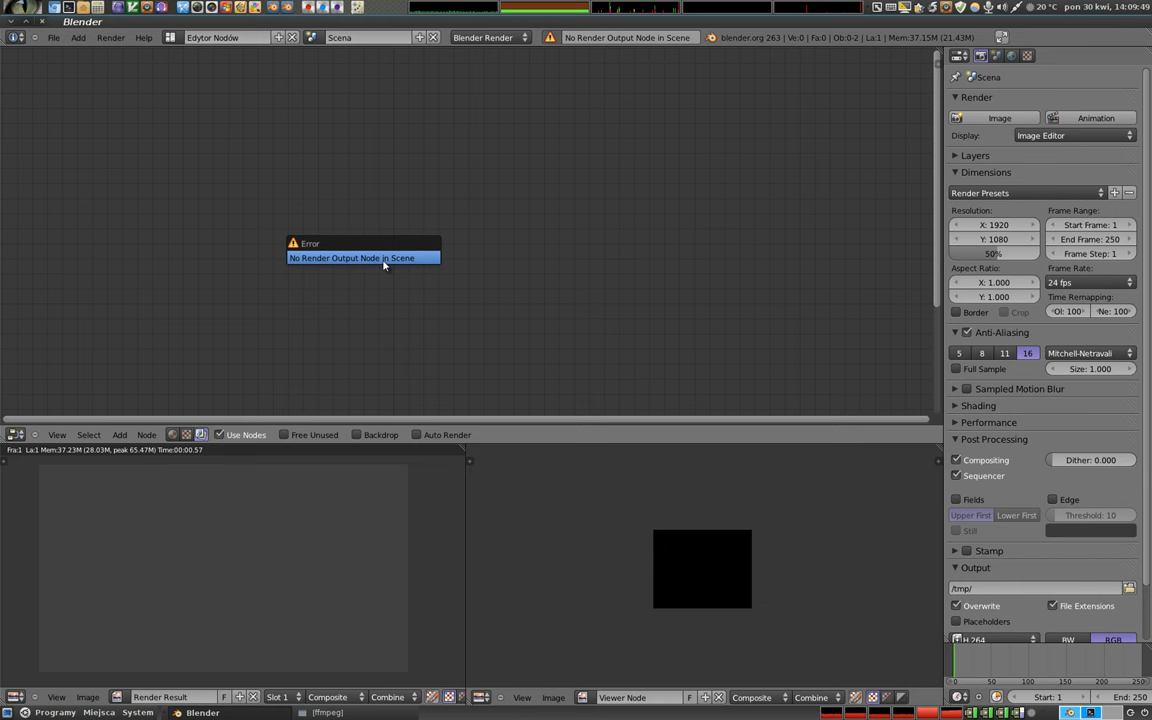 20 °C pon 30 kwi, 14:09:49
Blender
File Add Render Help Edytor Nodów Scena Blender Render No Render Output Node in Scene blender.org 263 | Ve:0 | Fa:0 | Ob:0-2 | La:1 | Mem:37.15M (21.43M)
Scena
Render
Image Animation
Display: Image Editor
Layers
Dimensions
Render Presets
Resolution: Frame Range:
X: 1920 Start Frame: 1
Y: 1080 End Frame: 250
50% Frame Step: 1
Aspect Ratio: Frame Rate:
X: 1.000 24 fps
Y: 1.000 Time Remapping:
Border Crop Ol: 100 Ne: 100
Anti-Aliasing
5 8 11 16 Mitchell-Netravali
Full Sample Size: 1.000
Sampled Motion Blur
Shading
Performance
Post Processing
Compositing Dither: 0.000
Sequencer
Fields Edge
Upper First Lower First Threshold: 10
Still
Stamp
Output
/tmp/
Overwrite File Extensions
Placeholders
H.264 BW RGB
Error
No Render Output Node in Scene
View Select Add Node Use Nodes Free Unused Backdrop Auto Render
Fra:1 La:1 Mem:37.23M (28.03M, peak 65.47M) Time:00:00.57
View Image Render Result F Slot 1 Composite Combine
View Image Viewer Node F Composite Combine
0 50 100 150 200 250
Start: 1 End: 250
Programy Miejsca System Blender [ffmpeg]